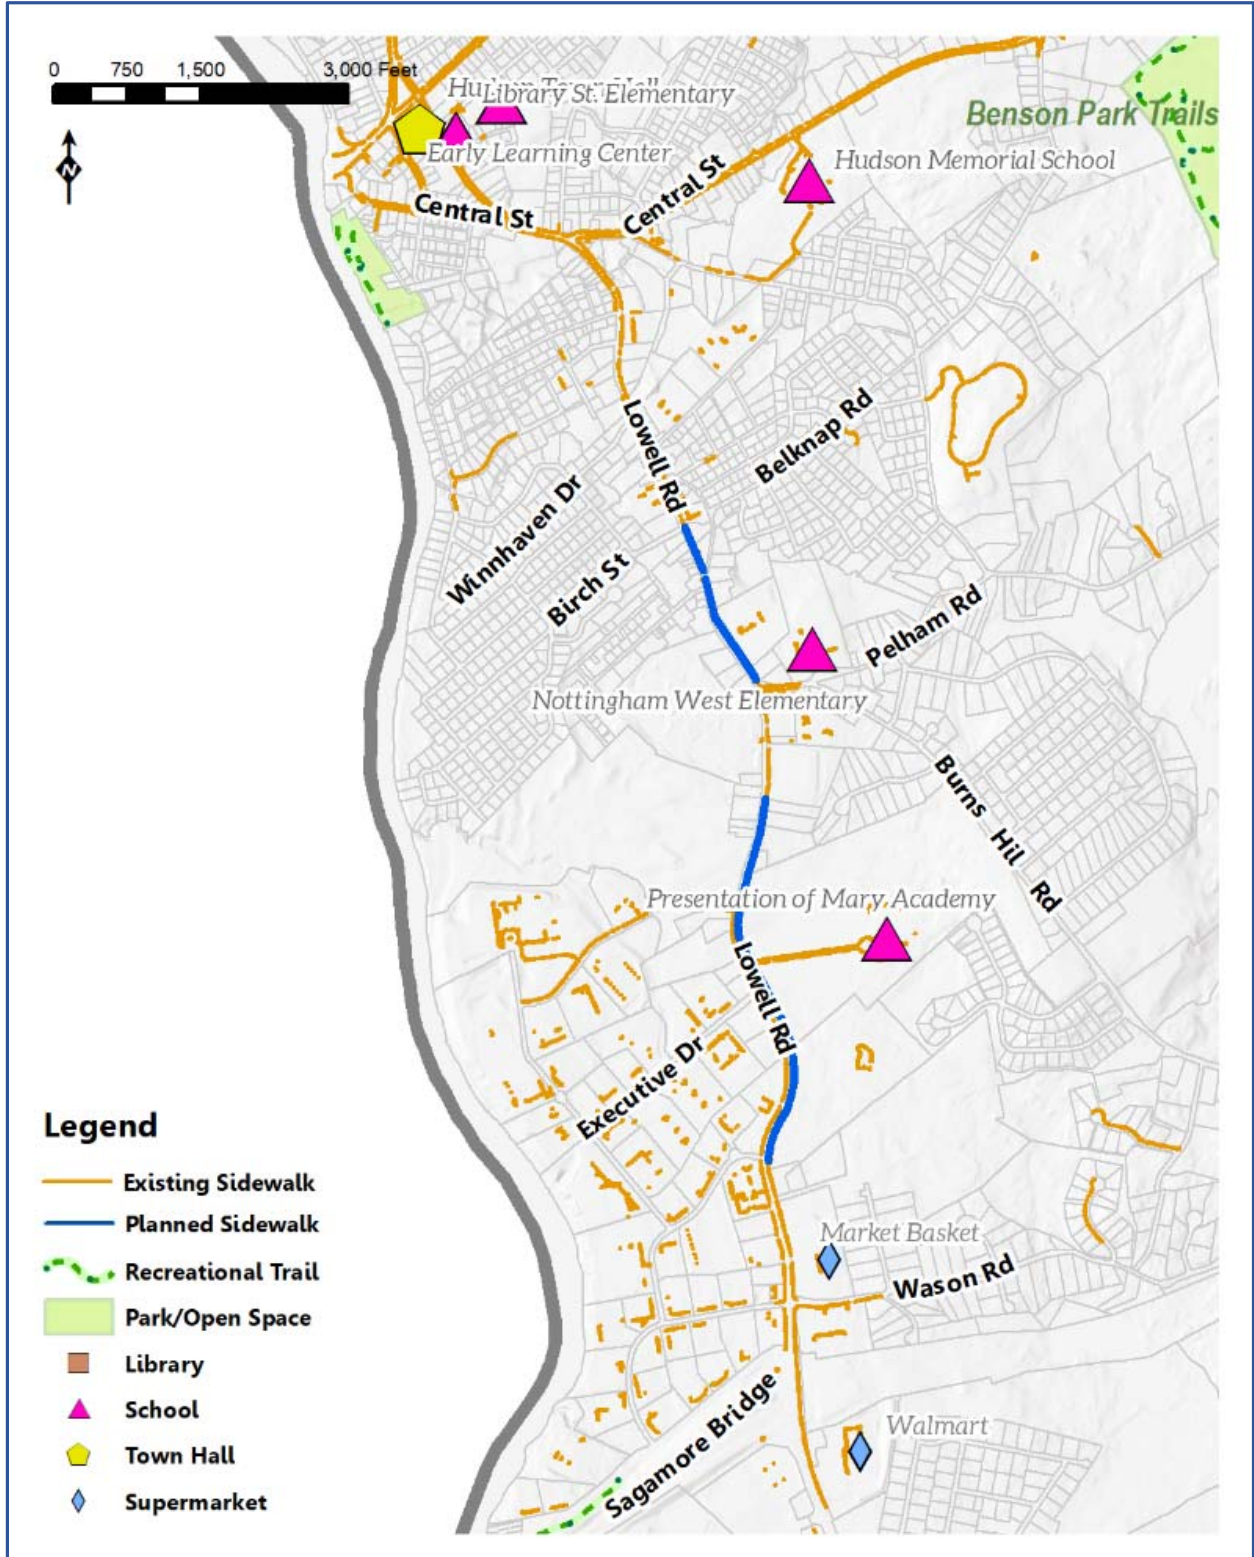 0 750 1,500 3,000 Feet
Library St. Elementary
Early Learning Center
Benson Park Trails
Hudson Memorial School
Central St
Central St
N
Lowell Rd
Belknap Rd
Winnhaven Dr
Birch St
Pelham Rd
Nottingham West Elementary
Burns Hil Rd
Presentation of Mary Academy
Lowell Rd
Executive Dr
Market Basket
Wason Rd
Sagamore Bridge
Walmart
Legend
Existing Sidewalk
Planned Sidewalk
Recreational Trail
Park/Open Space
Library
School
Town Hall
Supermarket